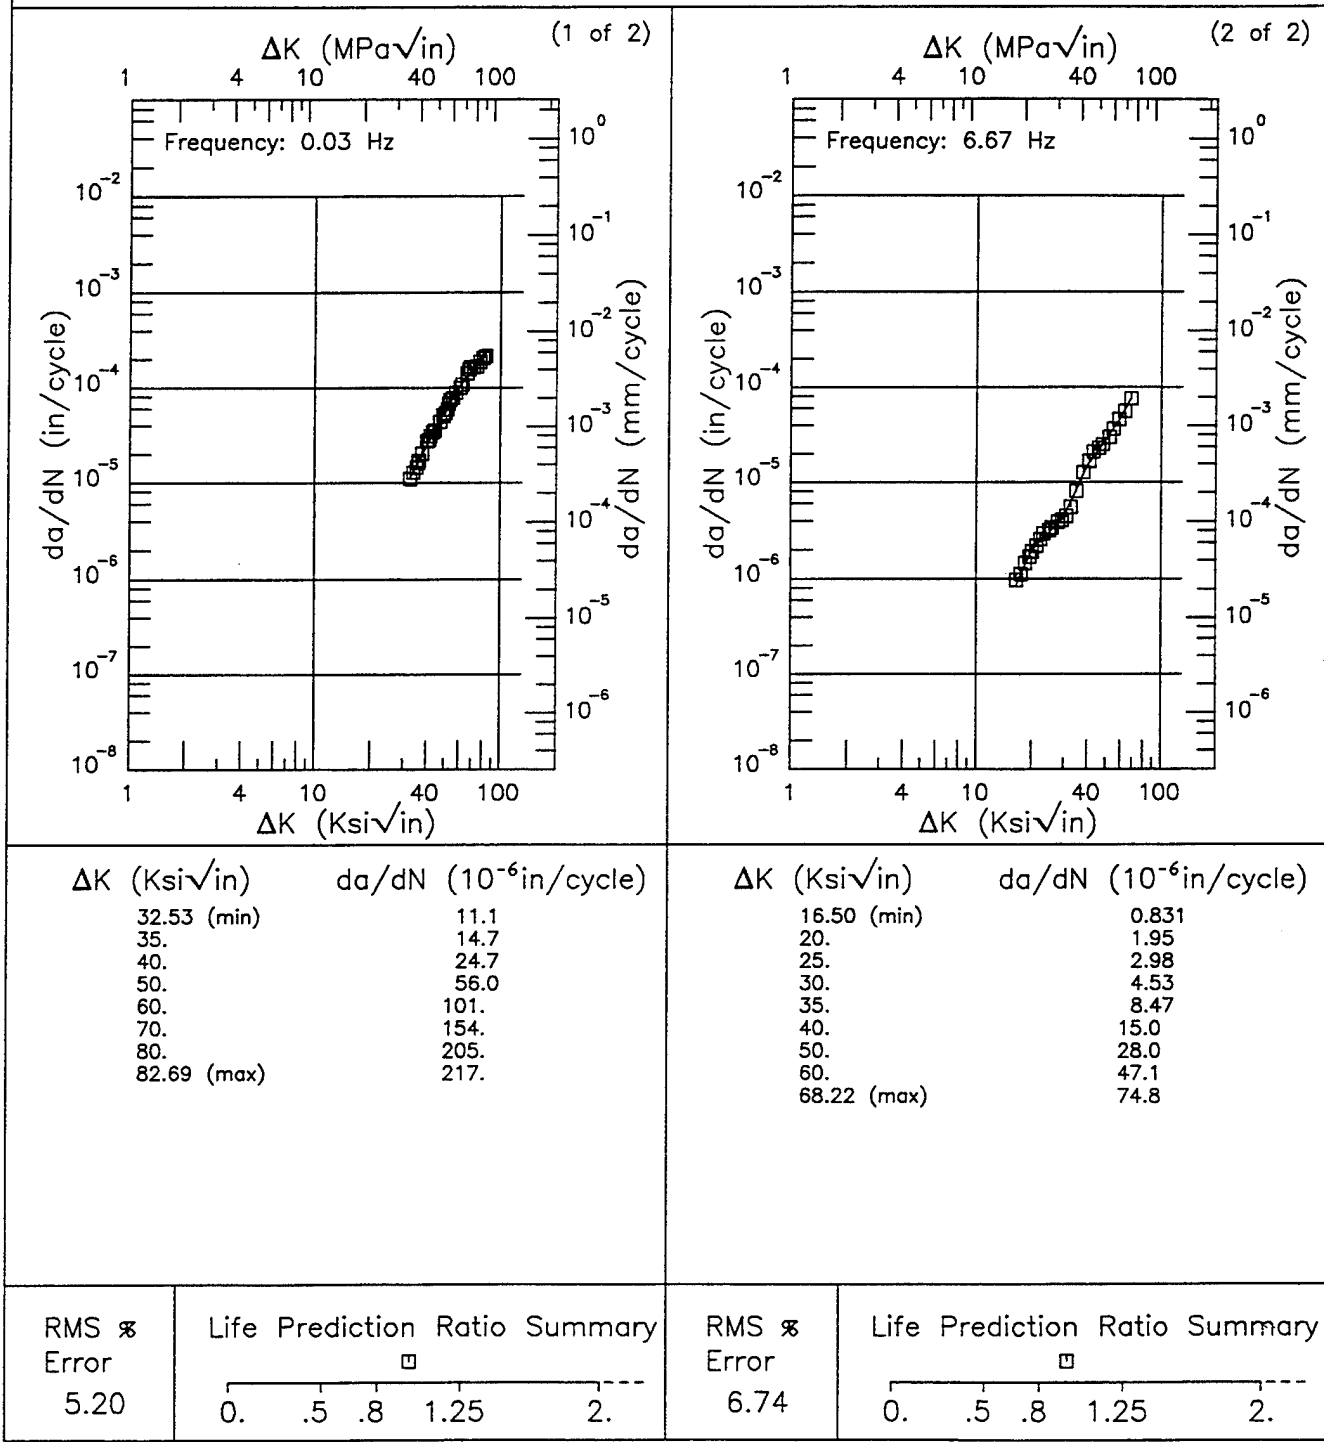 (1 of 2)
ΔK (MPa√in)
1 4 10 40 100
Frequency: 0.03 Hz
10⁰
10⁻²
10⁻¹
10⁻³
10⁻²
10⁻⁴
10⁻³
10⁻⁵
10⁻⁴
10⁻⁶
10⁻⁵
10⁻⁷
10⁻⁶
10⁻⁸
da/dN (in/cycle)
da/dN (mm/cycle)
1 4 10 40 100
ΔK (Ksi√in)
(2 of 2)
ΔK (MPa√in)
1 4 10 40 100
Frequency: 6.67 Hz
10⁰
10⁻²
10⁻¹
10⁻³
10⁻²
10⁻⁴
10⁻³
10⁻⁵
10⁻⁴
10⁻⁶
10⁻⁵
10⁻⁷
10⁻⁶
10⁻⁸
da/dN (in/cycle)
da/dN (mm/cycle)
1 4 10 40 100
ΔK (Ksi√in)
ΔK (Ksi√in) da/dN (10⁻⁶in/cycle)
32.53 (min) 11.1
35. 14.7
40. 24.7
50. 56.0
60. 101.
70. 154.
80. 205.
82.69 (max) 217.
ΔK (Ksi√in) da/dN (10⁻⁶in/cycle)
16.50 (min) 0.831
20. 1.95
25. 2.98
30. 4.53
35. 8.47
40. 15.0
50. 28.0
60. 47.1
68.22 (max) 74.8
RMS %
Error
5.20
Life Prediction Ratio Summary
0. .5 .8 1.25 2.
RMS %
Error
6.74
Life Prediction Ratio Summary
0. .5 .8 1.25 2.